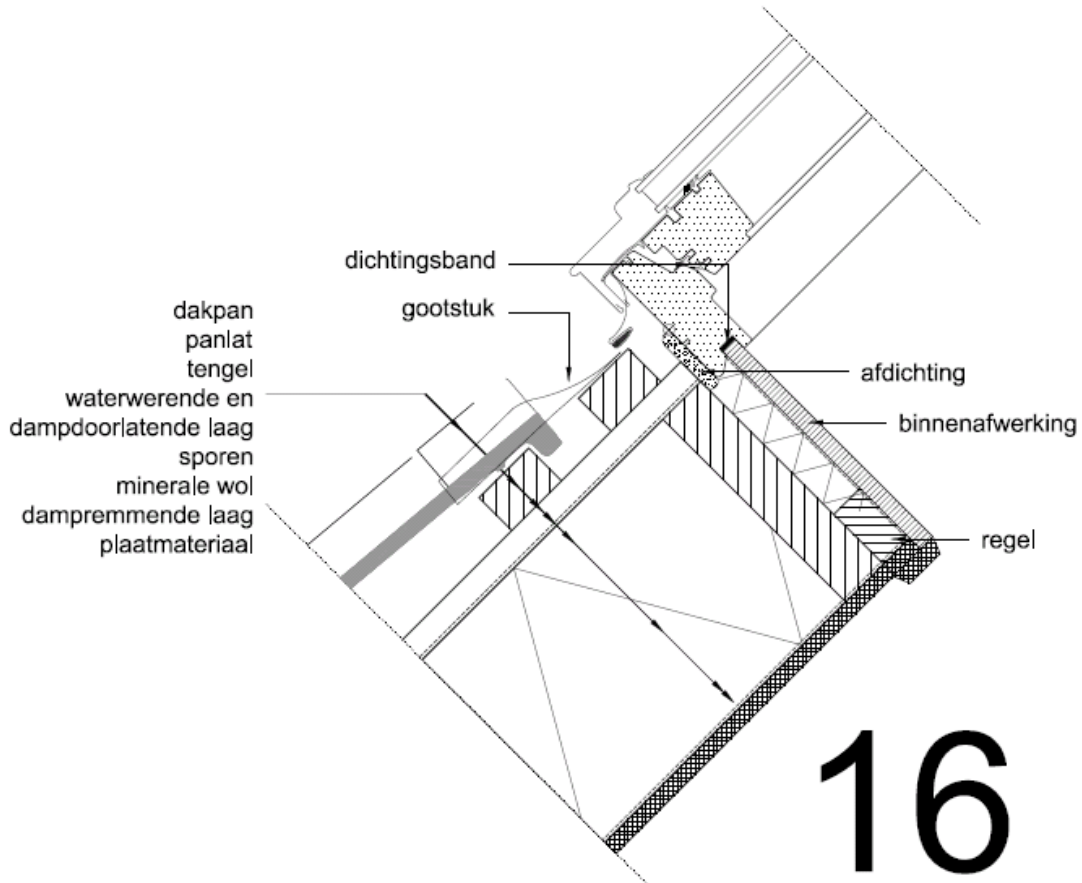 dichtingsband
gootstuk
dakpan
panlat
tengel
waterwerende en
dampdoorlatende laag
sporen
minerale wol
dampremmende laag
plaatmateriaal
afdichting
binnenafwerking
regel
16